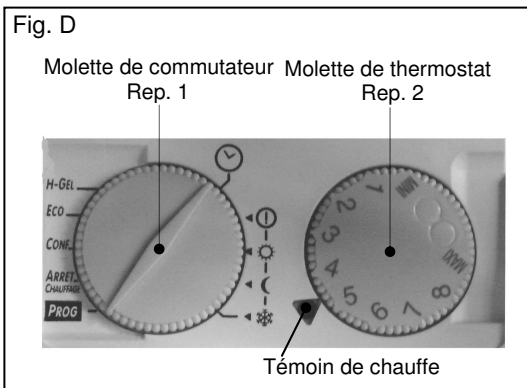 Fig. D
Molette de commutateur
Rep. 1
Molette de thermostat
Rep. 2
H-GEL
ECO
CONF
ARRET
CHAUFFAGE
PROG
MINI
1
2
3
4
5
6
7
8
MAXI
Témoin de chauffe